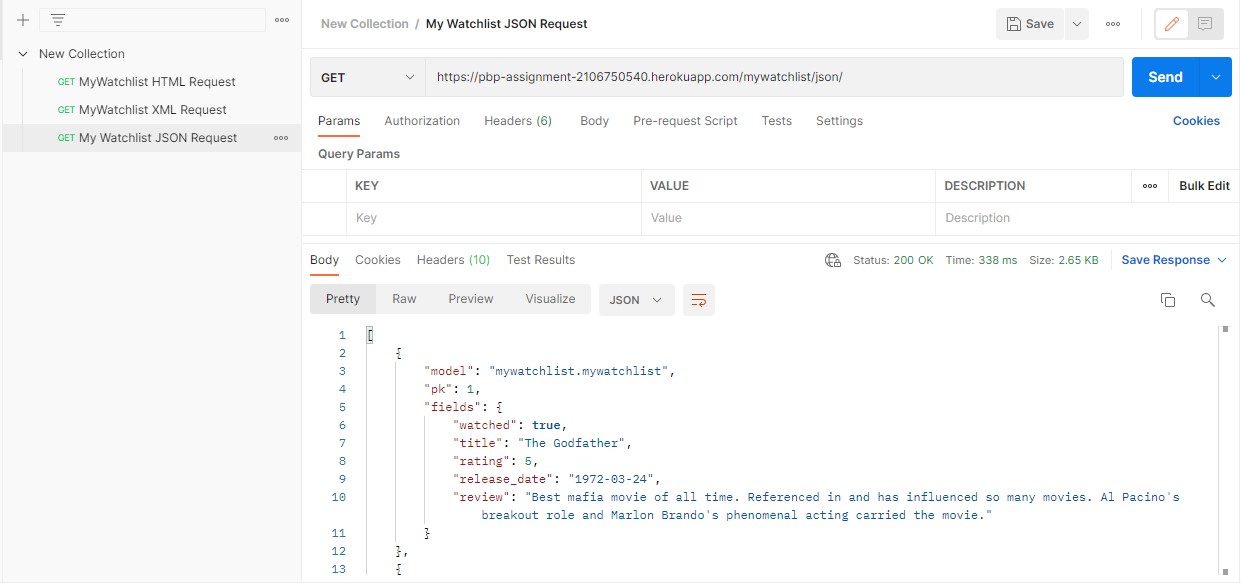 New Collection / My Watchlist JSON Request
Save
New Collection
GET MyWatchlist HTML Request
GET MyWatchlist XML Request
GET My Watchlist JSON Request
GET https://pbp-assignment-2106750540.herokuapp.com/mywatchlist/json/ Send
Params Authorization Headers (6) Body Pre-request Script Tests Settings Cookies
Query Params
KEY VALUE DESCRIPTION Bulk Edit
Key Value Description
Body Cookies Headers (10) Test Results Status: 200 OK Time: 338 ms Size: 2.65 KB Save Response
Pretty Raw Preview Visualize JSON
1 [
2 {
3 "model": "mywatchlist.mywatchlist",
4 "pk": 1,
5 "fields": {
6 "watched": true,
7 "title": "The Godfather",
8 "rating": 5,
9 "release_date": "1972-03-24",
10 "review": "Best mafia movie of all time. Referenced in and has influenced so many movies. Al Pacino's
breakout role and Marlon Brando's phenomenal acting carried the movie."
11 }
12 },
13 {